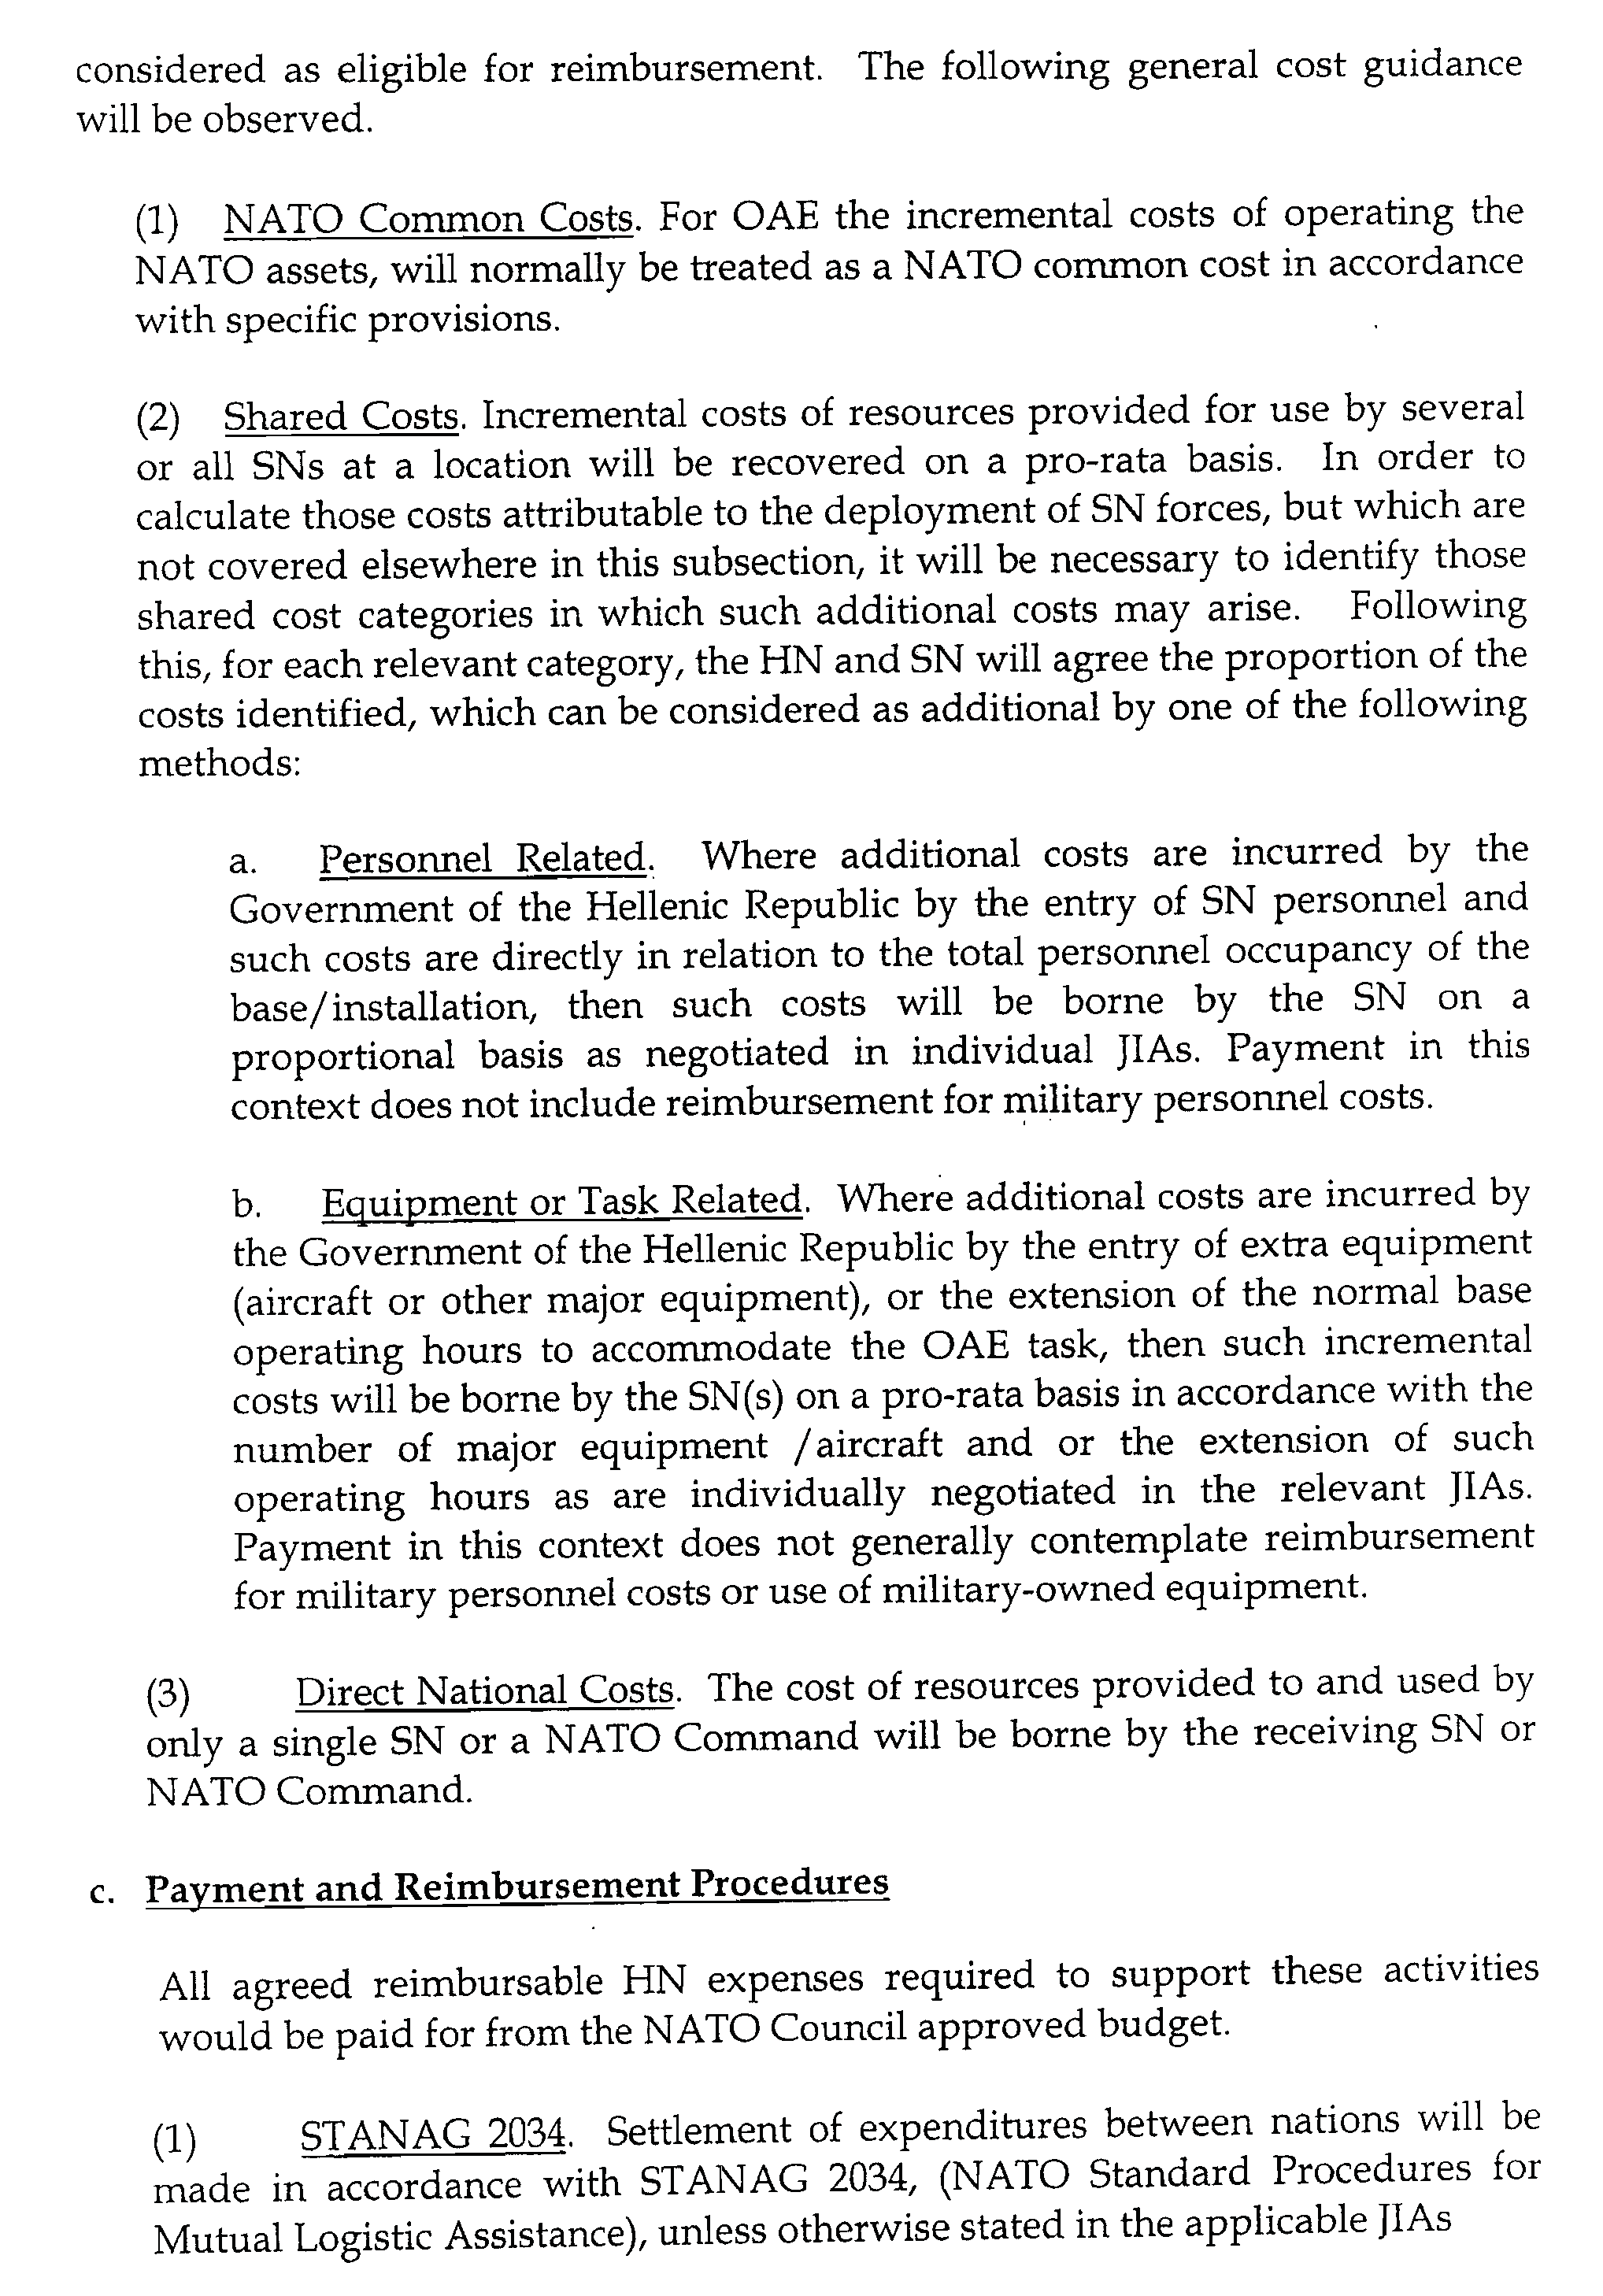 considered as eligible for reimbursement. The following general cost guidance
will be observed.
(1) NATO Common Costs. For OAE the incremental costs of operating the
NATO assets, will normally be treated as a NATO common cost in accordance
with specific provisions.
(2) Shared Costs. Incremental costs of resources provided for use by several
or all SNs at a location will be recovered on a pro-rata basis. In order to
calculate those costs attributable to the deployment of SN forces, but which are
not covered elsewhere in this subsection, it will be necessary to identify those
shared cost categories in which such additional costs may arise. Following
this, for each relevant category, the HN and SN will agree the proportion of the
costs identified, which can be considered as additional by one of the following
methods:
a. Personnel Related. Where additional costs are incurred by the
Government of the Hellenic Republic by the entry of SN personnel and
such costs are directly in relation to the total personnel occupancy of the
base/installation, then such costs will be borne by the SN on a
proportional basis as negotiated in individual JIAs. Payment in this
context does not include reimbursement for military personnel costs.
b. Equipment or Task Related. Where additional costs are incurred by
the Government of the Hellenic Republic by the entry of extra equipment
(aircraft or other major equipment), or the extension of the normal base
operating hours to accommodate the OAE task, then such incremental
costs will be borne by the SN(s) on a pro-rata basis in accordance with the
number of major equipment /aircraft and or the extension of such
operating hours as are individually negotiated in the relevant JIAs.
Payment in this context does not generally contemplate reimbursement
for military personnel costs or use of military-owned equipment.
(3) Direct National Costs. The cost of resources provided to and used by
only a single SN or a NATO Command will be borne by the receiving SN or
NATO Command.
c. Payment and Reimbursement Procedures
All agreed reimbursable HN expenses required to support these activities
would be paid for from the NATO Council approved budget.
(1) STANAG 2034. Settlement of expenditures between nations will be
made in accordance with STANAG 2034, (NATO Standard Procedures for
Mutual Logistic Assistance), unless otherwise stated in the applicable JIAs